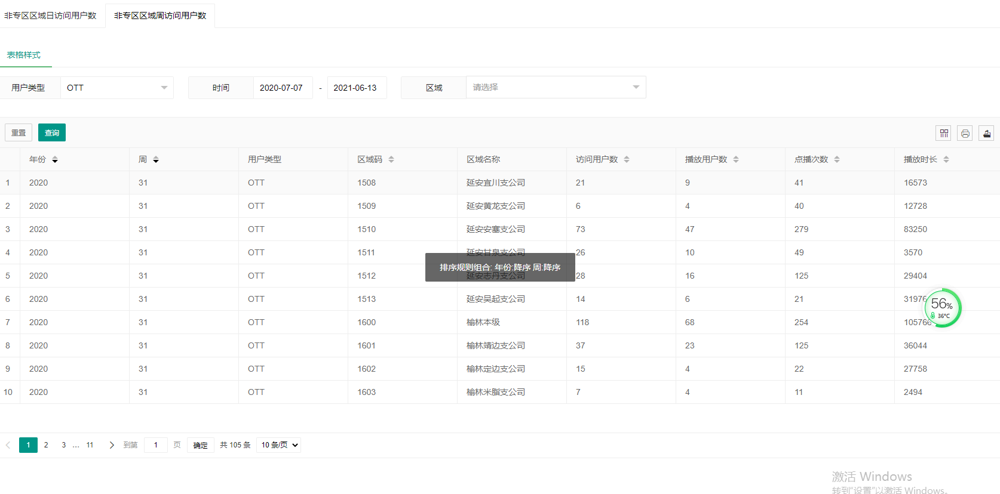 非专区区域日访问用户数 非专区区域周访问用户数
表格样式
用户类型 OTT 时间 2020-07-07 - 2021-06-13 区域 请选择
重置 查询
年份 周 用户类型 区域码 区域名称 访问用户数 播放用户数 点播次数 播放时长
1 2020 31 OTT 1508 延安宜川支公司 21 9 41 16573
2 2020 31 OTT 1509 延安黄龙支公司 6 4 40 12728
3 2020 31 OTT 1510 延安安塞支公司 73 47 279 83250
4 2020 31 OTT 1511 延安甘泉支公司 26 10 49 3570
排序规则组合: 年份:降序 周:降序
5 2020 31 OTT 1512 延安志丹支公司 28 16 125 29404
6 2020 31 OTT 1513 延安吴起支公司 14 6 21 31976
56%
36°C
7 2020 31 OTT 1600 榆林本级 118 68 254 105766
8 2020 31 OTT 1601 榆林靖边支公司 37 23 125 36044
9 2020 31 OTT 1602 榆林定边支公司 15 4 22 27758
10 2020 31 OTT 1603 榆林米脂支公司 7 4 11 2494
1 2 3 … 11 到第 1 页 确定 共 105 条 10 条/页
激活 Windows
转到“设置”以激活 Windows。